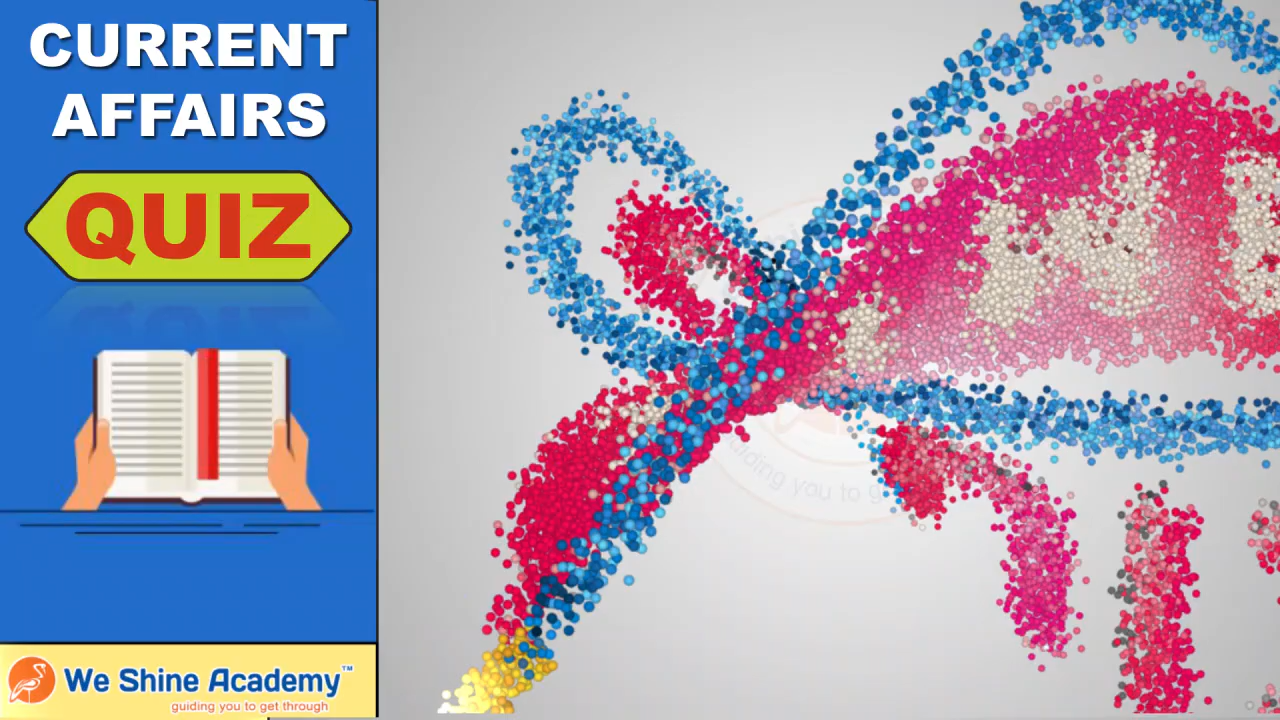 CURRENT
AFFAIRS
QUIZ
We Shine Academy™
guiding you to get through